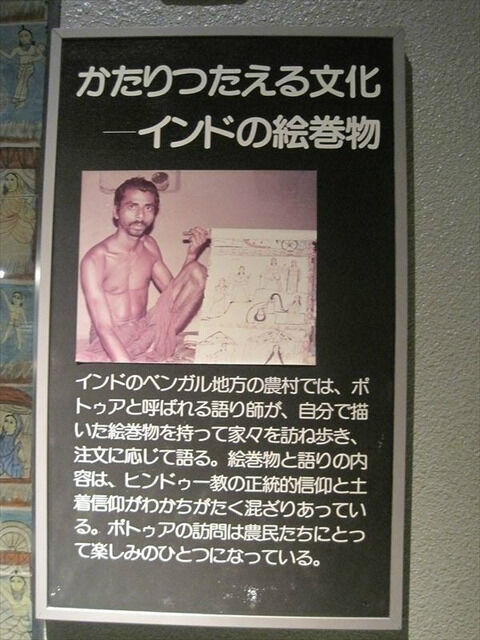 かたりつたえる文化
―インドの絵巻物
インドのベンガル地方の農村では、ポ
トゥアと呼ばれる語り師が、自分で描
いた絵巻物を持って家々を訪ね歩き、
注文に応じて語る。絵巻物と語りの内
容は、ヒンドゥー教の正統的信仰と土
着信仰がわかちがたく混ざりあってい
る。ポトゥアの訪問は農民たちにとっ
て楽しみのひとつになっている。